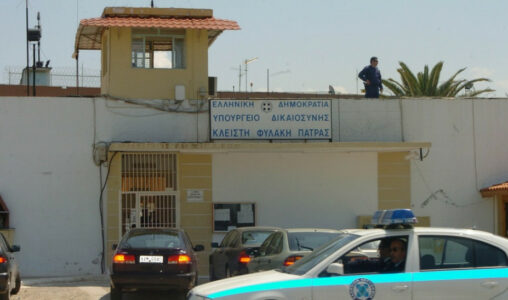 ΕΛΛΗΝΙΚΗ ΔΗΜΟΚΡΑΤΙΑ
ΥΠΟΥΡΓΕΙΟ ΔΙΚΑΙΟΣΥΝΗΣ
ΚΛΕΙΣΤΗ ΦΥΛΑΚΗ ΠΑΤΡΑΣ